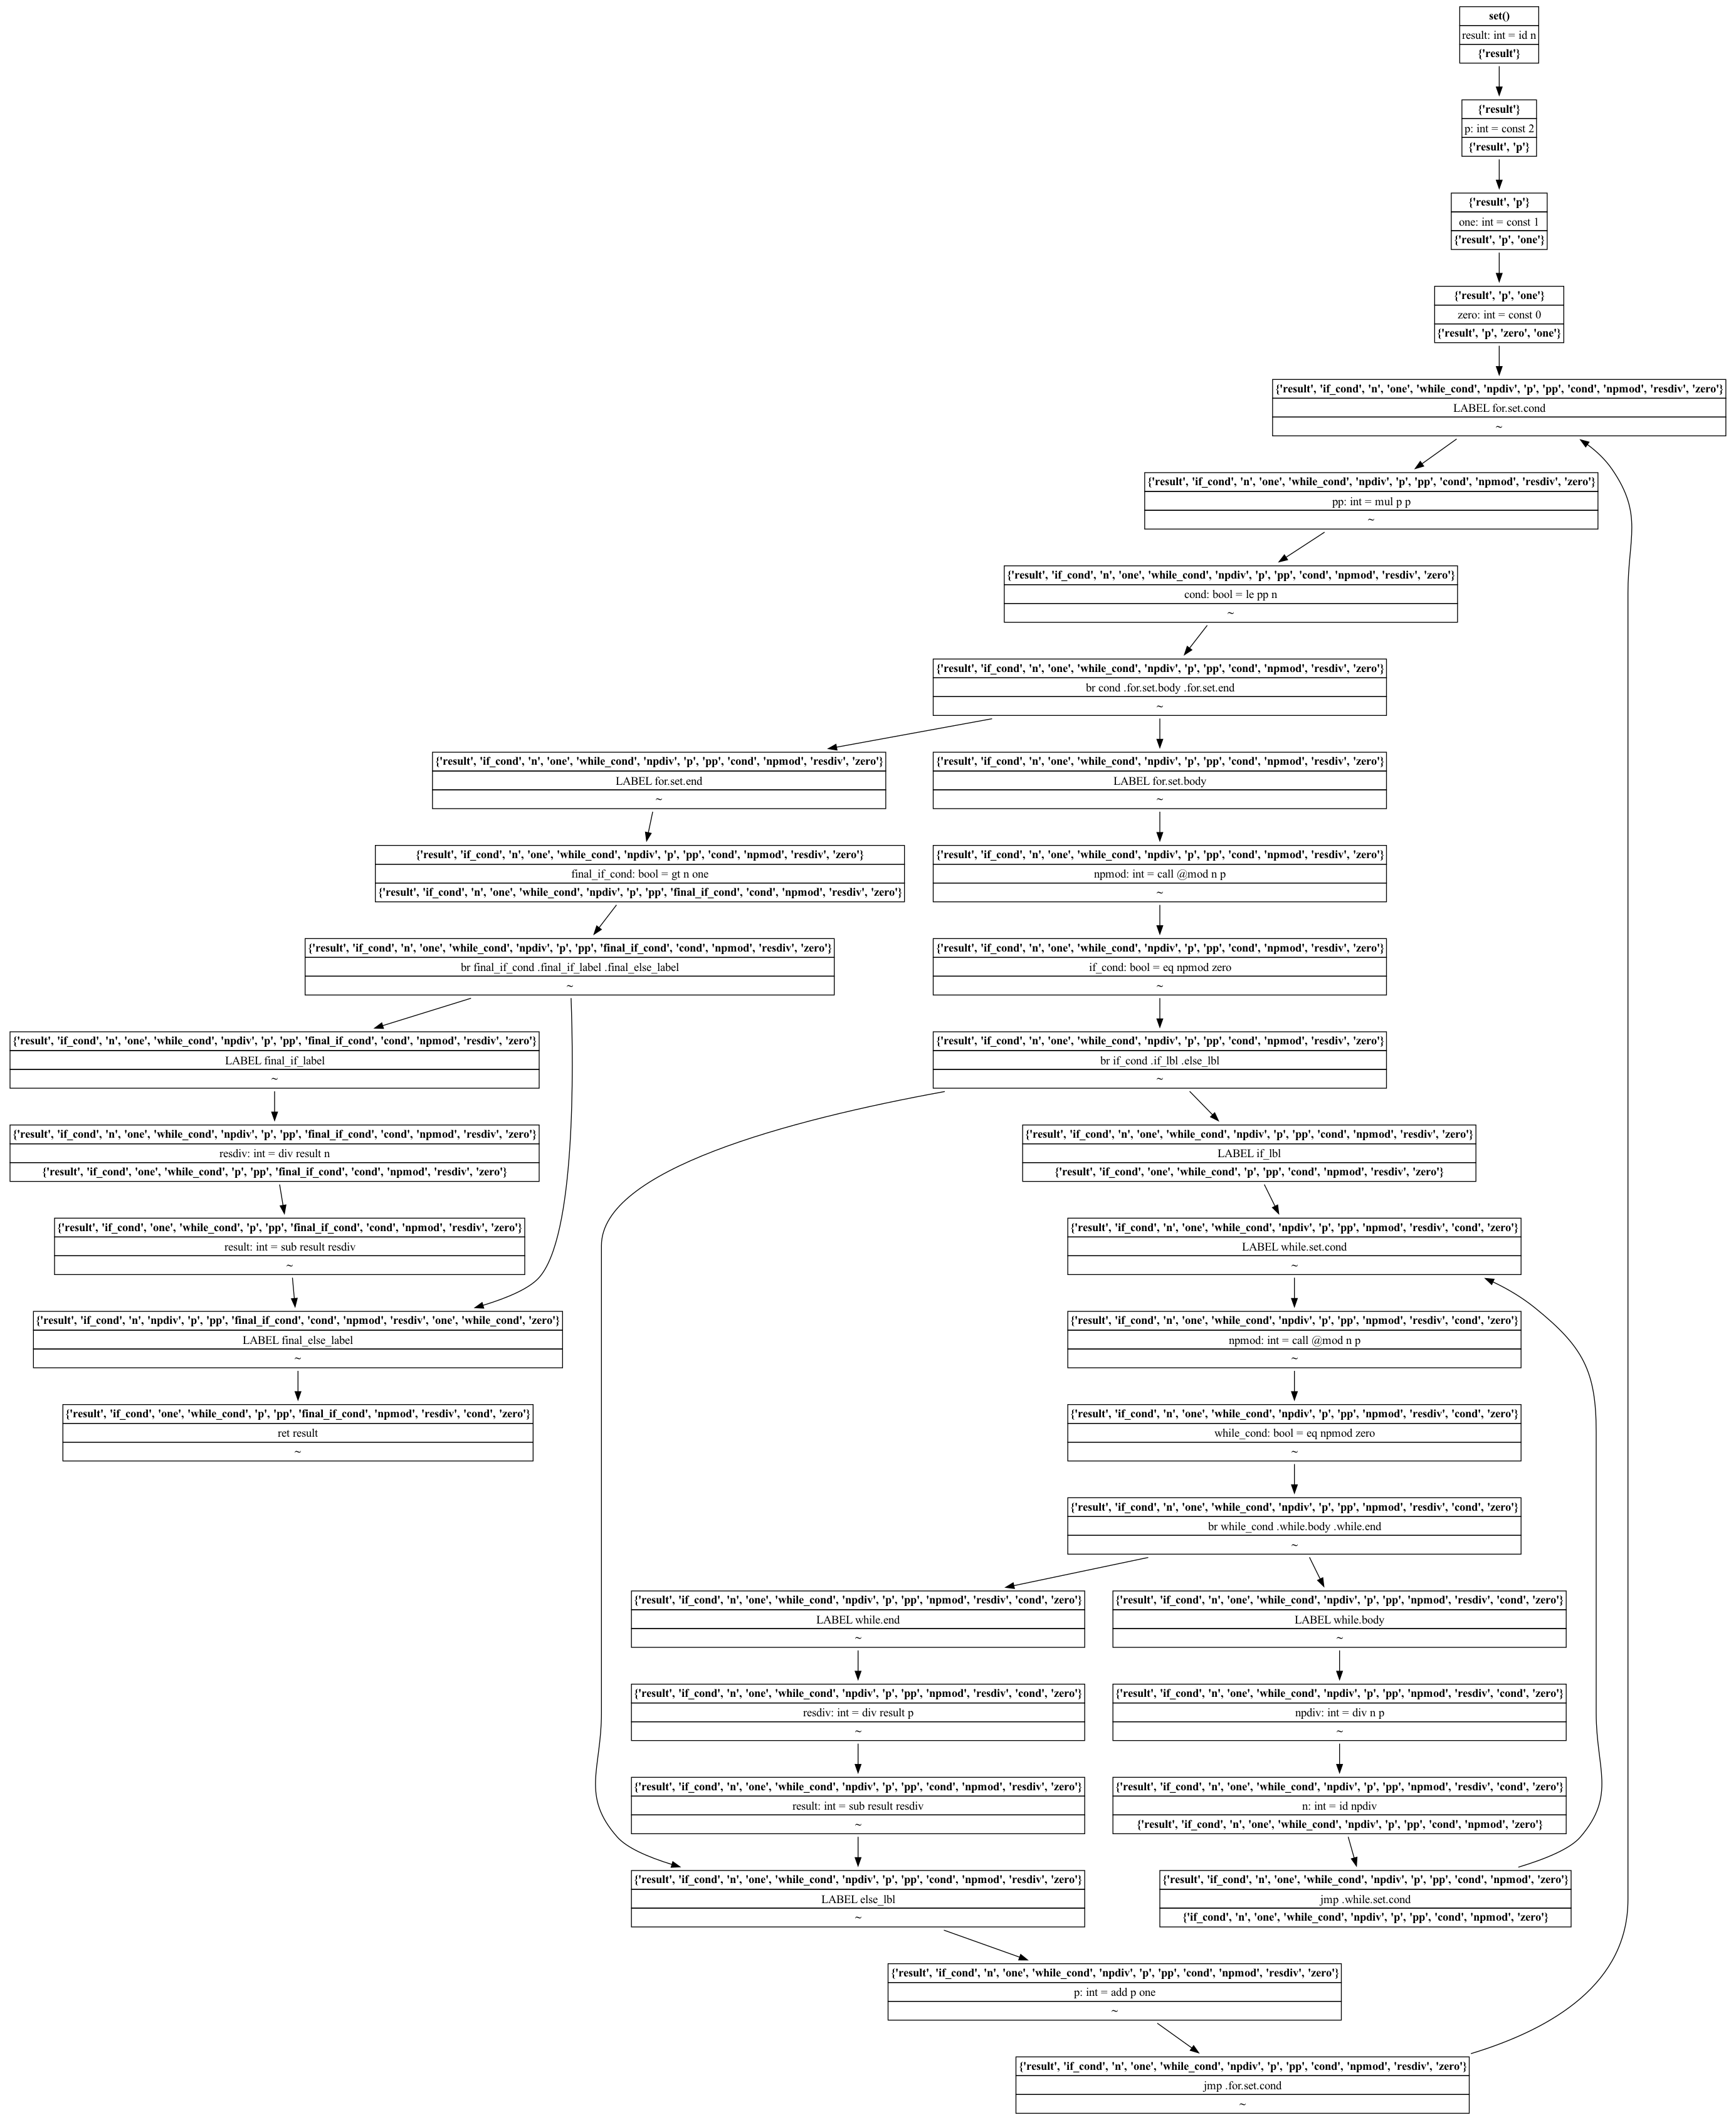 set()
result: int = id n
{'result'}
{'result'}
p: int = const 2
{'result', 'p'}
{'result', 'p'}
one: int = const 1
{'result', 'p', 'one'}
{'result', 'p', 'one'}
zero: int = const 0
{'result', 'p', 'zero', 'one'}
{'result', 'if_cond', 'n', 'one', 'while_cond', 'npdiv', 'p', 'pp', 'cond', 'npmod', 'resdiv', 'zero'}
LABEL for.set.cond
~
{'result', 'if_cond', 'n', 'one', 'while_cond', 'npdiv', 'p', 'pp', 'cond', 'npmod', 'resdiv', 'zero'}
pp: int = mul p p
~
{'result', 'if_cond', 'n', 'one', 'while_cond', 'npdiv', 'p', 'pp', 'cond', 'npmod', 'resdiv', 'zero'}
cond: bool = le pp n
~
{'result', 'if_cond', 'n', 'one', 'while_cond', 'npdiv', 'p', 'pp', 'cond', 'npmod', 'resdiv', 'zero'}
br cond .for.set.body .for.set.end
~
{'result', 'if_cond', 'n', 'one', 'while_cond', 'npdiv', 'p', 'pp', 'cond', 'npmod', 'resdiv', 'zero'}
LABEL for.set.end
~
{'result', 'if_cond', 'n', 'one', 'while_cond', 'npdiv', 'p', 'pp', 'cond', 'npmod', 'resdiv', 'zero'}
LABEL for.set.body
~
{'result', 'if_cond', 'n', 'one', 'while_cond', 'npdiv', 'p', 'pp', 'cond', 'npmod', 'resdiv', 'zero'}
final_if_cond: bool = gt n one
{'result', 'if_cond', 'n', 'one', 'while_cond', 'npdiv', 'p', 'pp', 'final_if_cond', 'cond', 'npmod', 'resdiv', 'zero'}
{'result', 'if_cond', 'n', 'one', 'while_cond', 'npdiv', 'p', 'pp', 'cond', 'npmod', 'resdiv', 'zero'}
npmod: int = call @mod n p
~
{'result', 'if_cond', 'n', 'one', 'while_cond', 'npdiv', 'p', 'pp', 'final_if_cond', 'cond', 'npmod', 'resdiv', 'zero'}
br final_if_cond .final_if_label .final_else_label
~
{'result', 'if_cond', 'n', 'one', 'while_cond', 'npdiv', 'p', 'pp', 'cond', 'npmod', 'resdiv', 'zero'}
if_cond: bool = eq npmod zero
~
{'result', 'if_cond', 'n', 'one', 'while_cond', 'npdiv', 'p', 'pp', 'final_if_cond', 'cond', 'npmod', 'resdiv', 'zero'}
LABEL final_if_label
~
{'result', 'if_cond', 'n', 'one', 'while_cond', 'npdiv', 'p', 'pp', 'cond', 'npmod', 'resdiv', 'zero'}
br if_cond .if_lbl .else_lbl
~
{'result', 'if_cond', 'n', 'one', 'while_cond', 'npdiv', 'p', 'pp', 'final_if_cond', 'cond', 'npmod', 'resdiv', 'zero'}
resdiv: int = div result n
{'result', 'if_cond', 'one', 'while_cond', 'p', 'pp', 'final_if_cond', 'cond', 'npmod', 'resdiv', 'zero'}
{'result', 'if_cond', 'n', 'one', 'while_cond', 'npdiv', 'p', 'pp', 'cond', 'npmod', 'resdiv', 'zero'}
LABEL if_lbl
{'result', 'if_cond', 'one', 'while_cond', 'p', 'pp', 'cond', 'npmod', 'resdiv', 'zero'}
{'result', 'if_cond', 'one', 'while_cond', 'p', 'pp', 'final_if_cond', 'cond', 'npmod', 'resdiv', 'zero'}
result: int = sub result resdiv
~
{'result', 'if_cond', 'n', 'one', 'while_cond', 'npdiv', 'p', 'pp', 'npmod', 'resdiv', 'cond', 'zero'}
LABEL while.set.cond
~
{'result', 'if_cond', 'n', 'npdiv', 'p', 'pp', 'final_if_cond', 'cond', 'npmod', 'resdiv', 'one', 'while_cond', 'zero'}
LABEL final_else_label
~
{'result', 'if_cond', 'n', 'one', 'while_cond', 'npdiv', 'p', 'pp', 'npmod', 'resdiv', 'cond', 'zero'}
npmod: int = call @mod n p
~
{'result', 'if_cond', 'one', 'while_cond', 'p', 'pp', 'final_if_cond', 'npmod', 'resdiv', 'cond', 'zero'}
ret result
~
{'result', 'if_cond', 'n', 'one', 'while_cond', 'npdiv', 'p', 'pp', 'npmod', 'resdiv', 'cond', 'zero'}
while_cond: bool = eq npmod zero
~
{'result', 'if_cond', 'n', 'one', 'while_cond', 'npdiv', 'p', 'pp', 'npmod', 'resdiv', 'cond', 'zero'}
br while_cond .while.body .while.end
~
{'result', 'if_cond', 'n', 'one', 'while_cond', 'npdiv', 'p', 'pp', 'npmod', 'resdiv', 'cond', 'zero'}
LABEL while.end
~
{'result', 'if_cond', 'n', 'one', 'while_cond', 'npdiv', 'p', 'pp', 'npmod', 'resdiv', 'cond', 'zero'}
LABEL while.body
~
{'result', 'if_cond', 'n', 'one', 'while_cond', 'npdiv', 'p', 'pp', 'npmod', 'resdiv', 'cond', 'zero'}
resdiv: int = div result p
~
{'result', 'if_cond', 'n', 'one', 'while_cond', 'npdiv', 'p', 'pp', 'npmod', 'resdiv', 'cond', 'zero'}
npdiv: int = div n p
~
{'result', 'if_cond', 'n', 'one', 'while_cond', 'npdiv', 'p', 'pp', 'cond', 'npmod', 'resdiv', 'zero'}
result: int = sub result resdiv
~
{'result', 'if_cond', 'n', 'one', 'while_cond', 'npdiv', 'p', 'pp', 'npmod', 'resdiv', 'cond', 'zero'}
n: int = id npdiv
{'result', 'if_cond', 'n', 'one', 'while_cond', 'npdiv', 'p', 'pp', 'cond', 'npmod', 'zero'}
{'result', 'if_cond', 'n', 'one', 'while_cond', 'npdiv', 'p', 'pp', 'cond', 'npmod', 'resdiv', 'zero'}
LABEL else_lbl
~
{'result', 'if_cond', 'n', 'one', 'while_cond', 'npdiv', 'p', 'pp', 'cond', 'npmod', 'zero'}
jmp .while.set.cond
{'if_cond', 'n', 'one', 'while_cond', 'npdiv', 'p', 'pp', 'cond', 'npmod', 'zero'}
{'result', 'if_cond', 'n', 'one', 'while_cond', 'npdiv', 'p', 'pp', 'cond', 'npmod', 'resdiv', 'zero'}
p: int = add p one
~
{'result', 'if_cond', 'n', 'one', 'while_cond', 'npdiv', 'p', 'pp', 'cond', 'npmod', 'resdiv', 'zero'}
jmp .for.set.cond
~